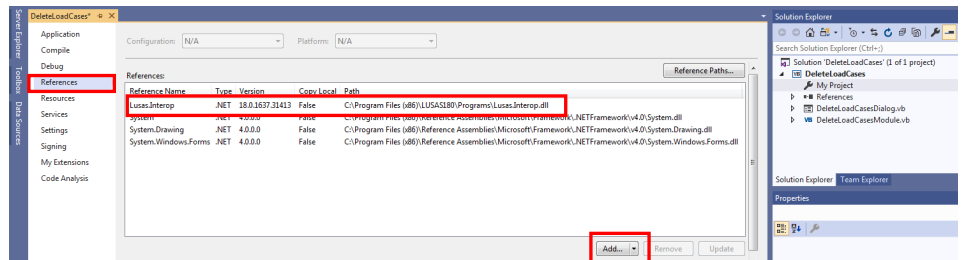 Server Explorer
Toolbox
Data Sources
DeleteLoadCases*
Application
Compile
Debug
References
Resources
Services
Settings
Signing
My Extensions
Code Analysis
Configuration: N/A
Platform: N/A
References:
Reference Paths...
Reference Name Type Version Copy Local Path
Lusas.Interop .NET 18.0.1637.31413 False C:\Program Files (x86)\LUSAS180\Programs\Lusas.Interop.dll
System .NET 4.0.0.0 False C:\Program Files (x86)\Reference Assemblies\Microsoft\Framework\.NETFramework\v4.0\System.dll
System.Drawing .NET 4.0.0.0 False C:\Program Files (x86)\Reference Assemblies\Microsoft\Framework\.NETFramework\v4.0\System.Drawing.dll
System.Windows.Forms .NET 4.0.0.0 False C:\Program Files (x86)\Reference Assemblies\Microsoft\Framework\.NETFramework\v4.0\System.Windows.Forms.dll
Add...
Remove
Update
Solution Explorer
Search Solution Explorer (Ctrl+;)
Solution 'DeleteLoadCases' (1 of 1 project)
VB DeleteLoadCases
My Project
References
DeleteLoadCasesDialog.vb
VB DeleteLoadCasesModule.vb
Solution Explorer Team Explorer
Properties